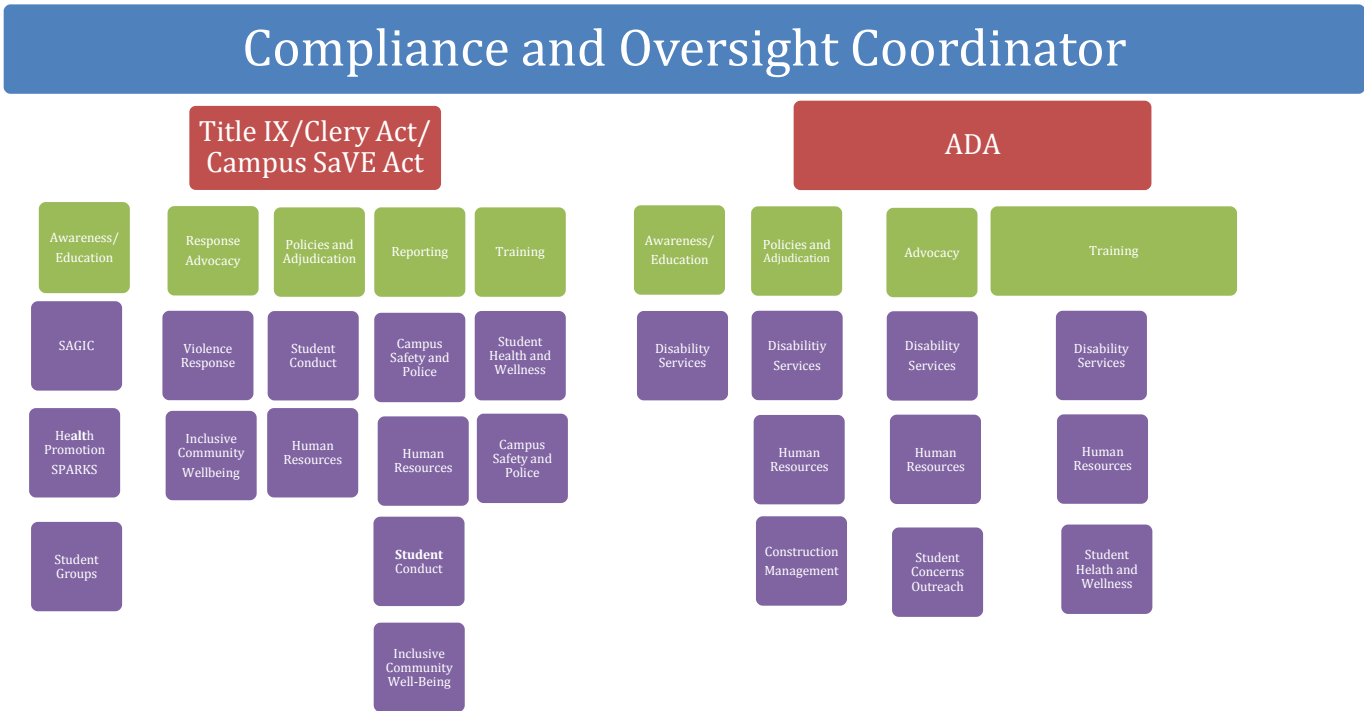 Compliance and Oversight Coordinator
Title IX/Clery Act/
Campus SaVE Act
ADA
Awareness/
Education
Response
Advocacy
Policies and
Adjudication
Reporting
Training
Awareness/
Education
Policies and
Adjudication
Advocacy
Training
SAGIC
Violence
Response
Student
Conduct
Campus
Safety and
Police
Student
Health and
Wellness
Disability
Services
Disabilitiy
Services
Disability
Services
Disability
Services
Health
Promotion
SPARKS
Inclusive
Community
Wellbeing
Human
Resources
Human
Resources
Campus
Safety and
Police
Human
Resources
Human
Resources
Human
Resources
Student
Groups
Student
Conduct
Construction
Management
Student
Concerns
Outreach
Student
Helath and
Wellness
Inclusive
Community
Well-Being